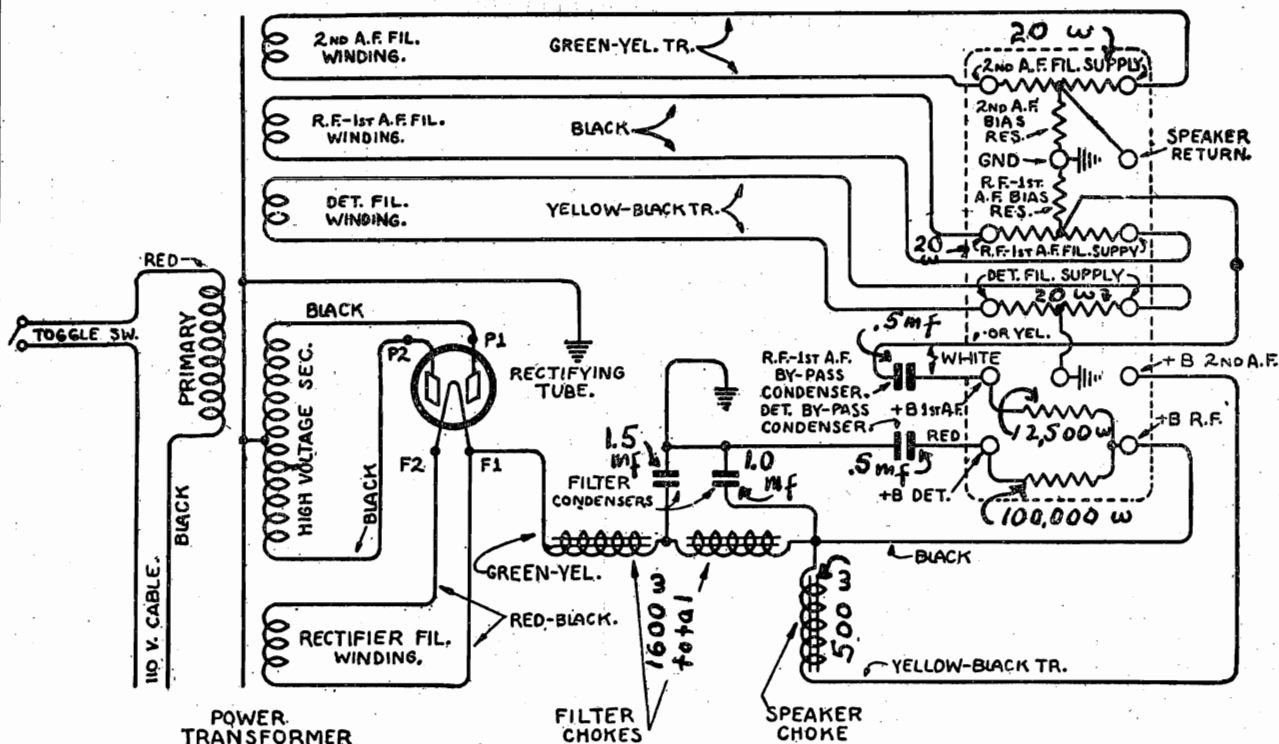 2ND A.F. FIL.
WINDING.
GREEN-YEL. TR.
20 w
2ND A.F. FIL. SUPPLY
R.F.-1ST A.F. FIL.
WINDING.
BLACK
2ND A.F.
BIAS
RES.
GND
SPEAKER
RETURN.
R.F.-1ST
A.F. BIAS
RES.
DET. FIL.
WINDING.
YELLOW-BLACK TR.
20
w
R.F.-1ST A.F. FIL. SUPPY
DET. FIL. SUPPLY
20 w
RED
TOGGLE SW.
PRIMARY
BLACK
110 V. CABLE.
BLACK
HIGH VOLTAGE SEC.
P2
P1
RECTIFYING
TUBE.
F2
F1
BLACK
.5 mf
OR YEL.
WHITE
R.F.-1ST A.F.
BY-PASS
CONDENSER.
DET. BY-PASS
CONDENSER
+B 1ST A.F.
+B 2ND A.F.
12,500 w
+B R.F.
RED
.5 mf
+B DET.
100,000 w
1.5
mf
1.0
mf
FILTER
CONDENSERS
BLACK
GREEN-YEL.
RED-BLACK.
RECTIFIER FIL.
WINDING.
1600 w
total
500 w
YELLOW-BLACK TR.
POWER
TRANSFORMER
FILTER
CHOKES
SPEAKER
CHOKE